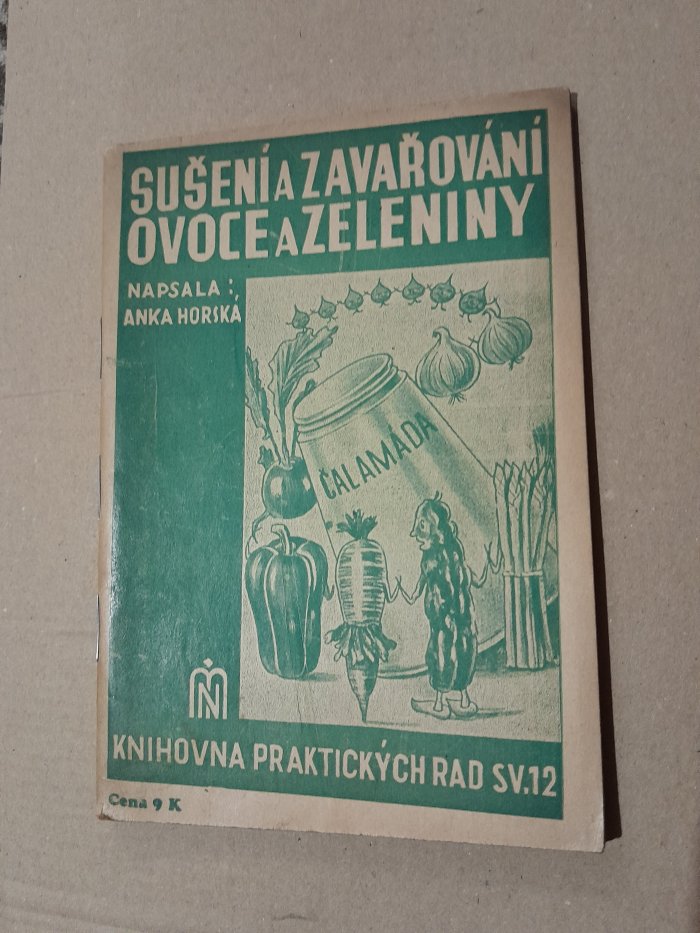 SUŠENÍ A ZAVAŘOVÁNÍ
OVOCE A ZELENINY
NAPSALA:
ANKA HORSKÁ
ČALAMÁDA
KNIHOVNA PRAKTICKÝCH RAD SV.12
Cena 9 K